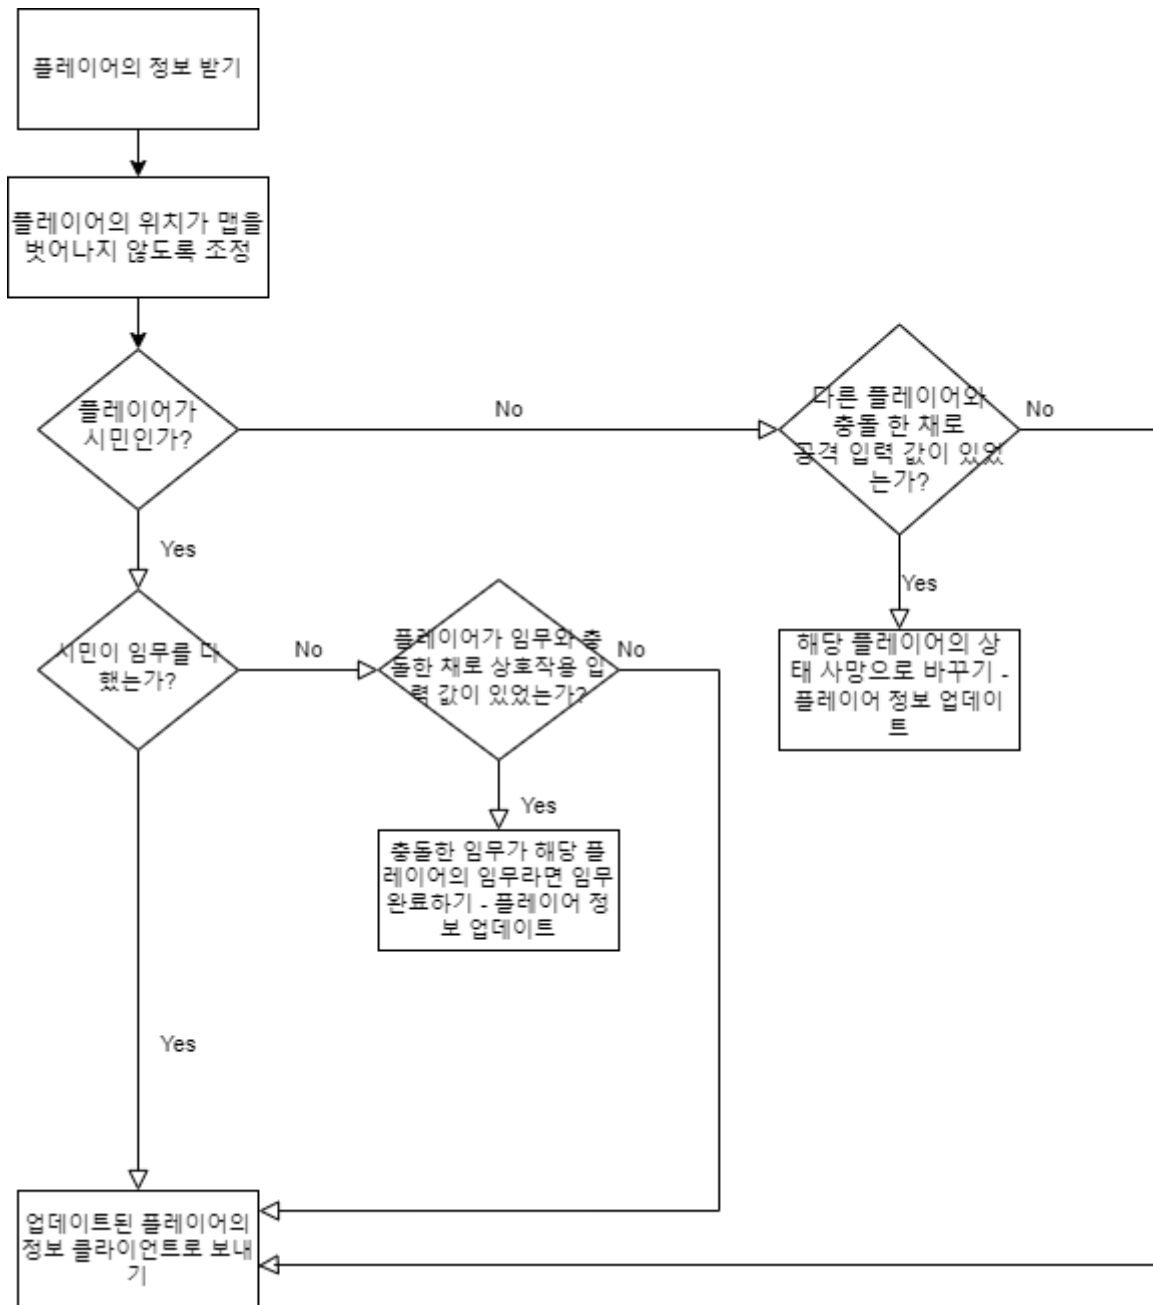 플레이어의 정보 받기
플레이어의 위치가 맵을
벗어나지 않도록 조정
플레이어가
시민인가?
No
다른 플레이어와
충돌 한 채로
공격 입력 값이 있었
는가?
No
Yes
Yes
시민이 임무를 다
했는가?
No
플레이어가 임무와 충
돌한 채로 상호작용 입
력 값이 있었는가?
No
해당 플레이어의 상
태 사망으로 바꾸기 -
플레이어 정보 업데이
트
Yes
충돌한 임무가 해당 플
레이어의 임무라면 임무
완료하기 - 플레이어 정
보 업데이트
Yes
업데이트된 플레이어의
정보 클라이언트로 보내
기